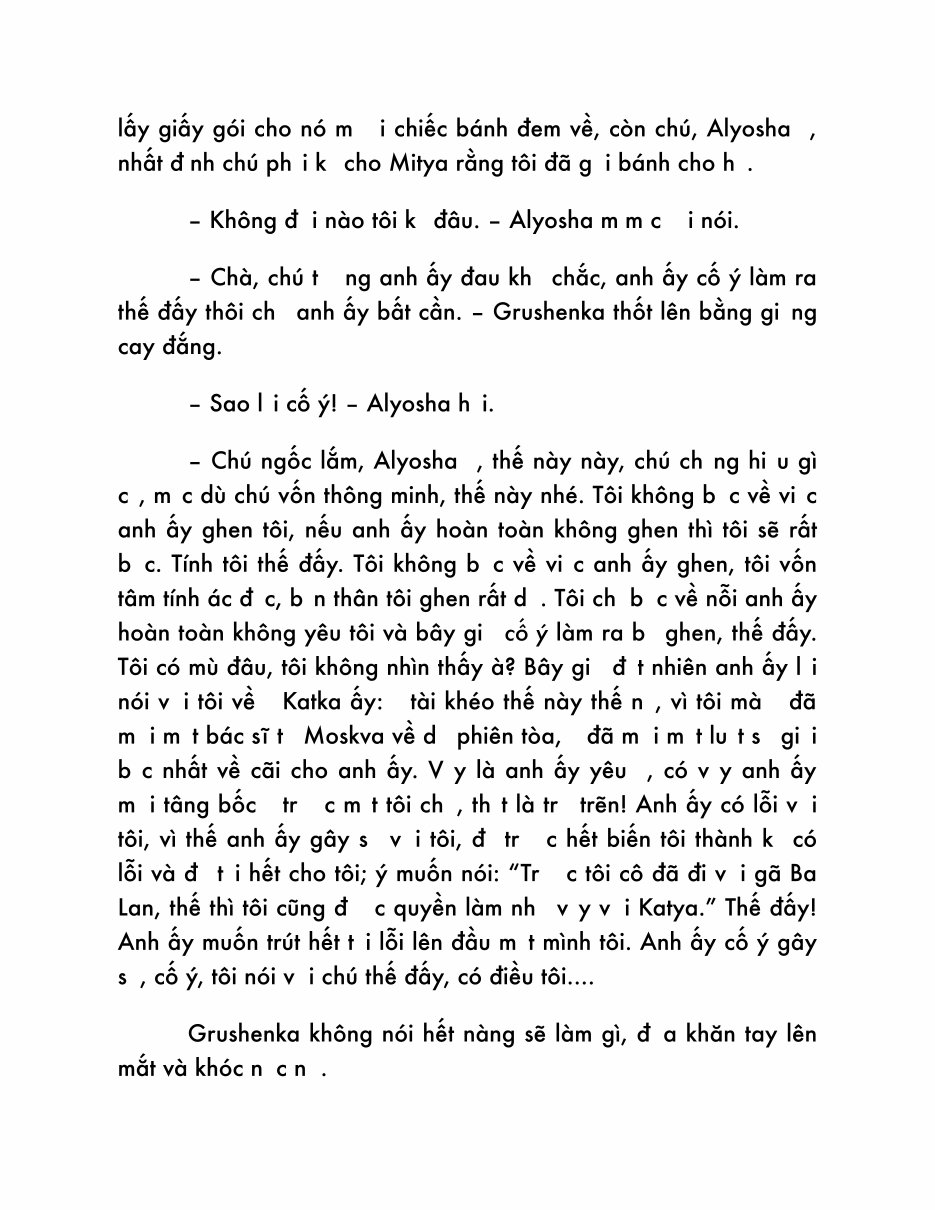 lấy giấy gói cho nó m i chiếc bánh đem về, còn chú, Alyosha ,
nhất đ nh chú ph i k cho Mitya rằng tôi đã g i bánh cho h .
– Không đ i nào tôi k đâu. – Alyosha m m c i nói.
– Chà, chú t ng anh ấy đau kh chắc, anh ấy cố ý làm ra
thế đấy thôi ch anh ấy bất cần. – Grushenka thốt lên bằng gi ng
cay đắng.
– Sao l i cố ý! – Alyosha h i.
– Chú ngốc lắm, Alyosha , thế này này, chú ch ng hi u gì
c , m c dù chú vốn thông minh, thế này nhé. Tôi không b c về vi c
anh ấy ghen tôi, nếu anh ấy hoàn toàn không ghen thì tôi sẽ rất
b c. Tính tôi thế đấy. Tôi không b c về vi c anh ấy ghen, tôi vốn
tâm tính ác đ c, b n thân tôi ghen rất d . Tôi ch b c về nỗi anh ấy
hoàn toàn không yêu tôi và bây gi cố ý làm ra b ghen, thế đấy.
Tôi có mù đâu, tôi không nhìn thấy à? Bây gi đ t nhiên anh ấy l i
nói v i tôi về Katka ấy: tài khéo thế này thế n , vì tôi mà đã
m i m t bác sĩ t Moskva về d phiên tòa, đã m i m t lu t s gi i
b c nhất về cãi cho anh ấy. V y là anh ấy yêu , có v y anh ấy
m i tâng bốc tr c m t tôi ch , th t là tr trẽn! Anh ấy có lỗi v i
tôi, vì thế anh ấy gây s v i tôi, đ tr c hết biến tôi thành k có
lỗi và đ t i hết cho tôi; ý muốn nói: “Tr c tôi cô đã đi v i gã Ba
Lan, thế thì tôi cũng đ c quyền làm nh v y v i Katya.” Thế đấy!
Anh ấy muốn trút hết t i lỗi lên đầu m t mình tôi. Anh ấy cố ý gây
s , cố ý, tôi nói v i chú thế đấy, có điều tôi....
Grushenka không nói hết nàng sẽ làm gì, đ a khăn tay lên
mắt và khóc n c n .